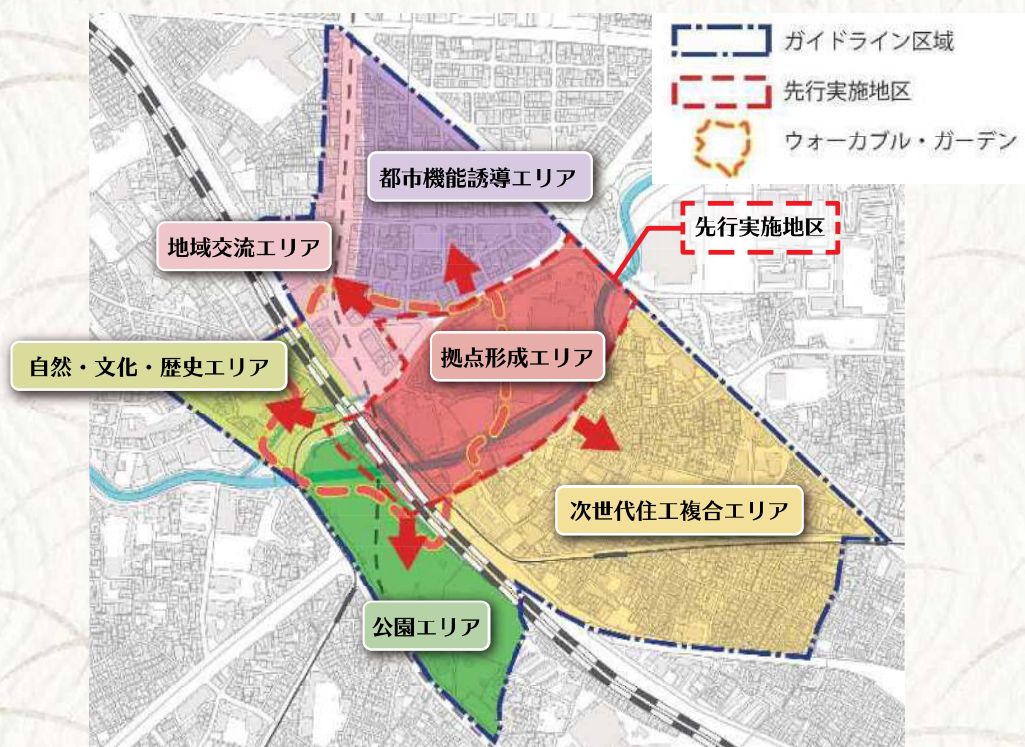 ガイドライン区域
先行実施地区
ウォーカブル・ガーデン
都市機能誘導エリア
先行実施地区
地域交流エリア
拠点形成エリア
自然・文化・歴史エリア
次世代住工複合エリア
公園エリア